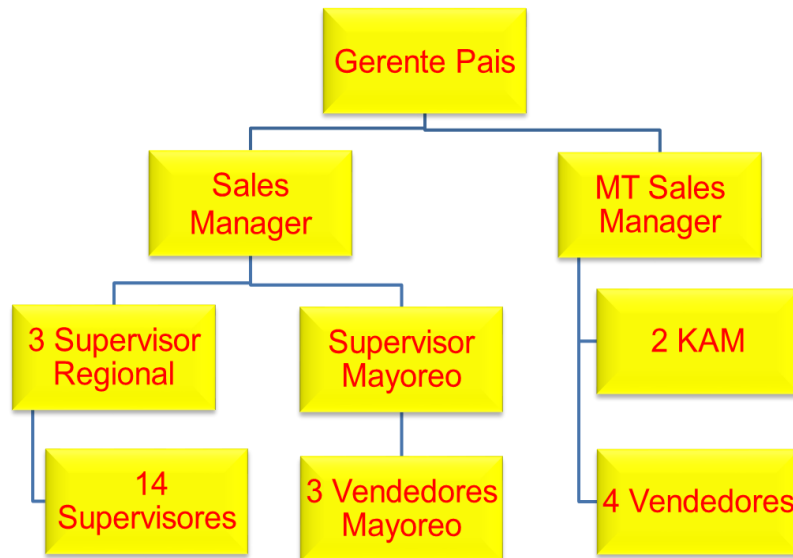 Gerente Pais
Sales
Manager
MT Sales
Manager
3 Supervisor
Regional
Supervisor
Mayoreo
2 KAM
14
Supervisores
3 Vendedores
Mayoreo
4 Vendedores